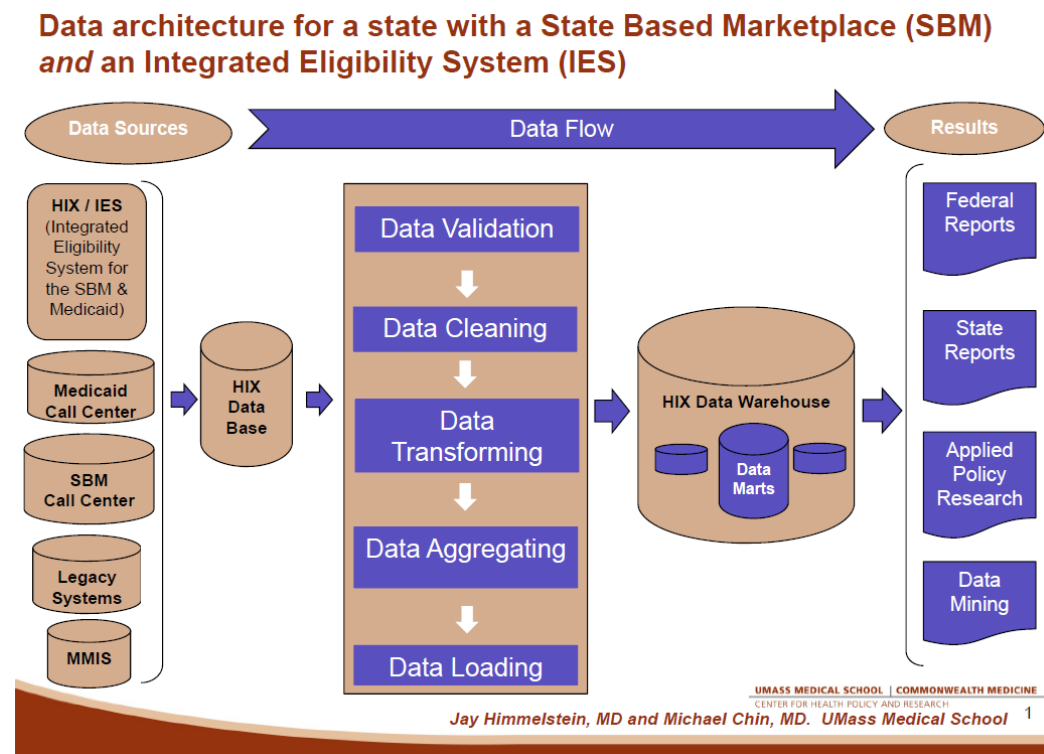 Data architecture for a state with a State Based Marketplace (SBM)
and an Integrated Eligibility System (IES)
Data Sources
Data Flow
Results
HIX / IES
(Integrated
Eligibility
System for
the SBM &
Medicaid)
Medicaid
Call Center
SBM
Call Center
Legacy
Systems
MMIS
HIX
Data
Base
Data Validation
Data Cleaning
Data
Transforming
Data Aggregating
Data Loading
HIX Data Warehouse
Data
Marts
Federal
Reports
State
Reports
Applied
Policy
Research
Data
Mining
UMASS MEDICAL SCHOOL | COMMONWEALTH MEDICINE
CENTER FOR HEALTH POLICY AND RESEARCH
Jay Himmelstein, MD and Michael Chin, MD. UMass Medical School 1